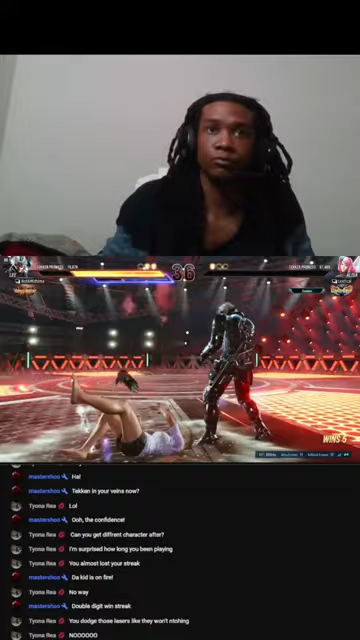 36
LEE
WINS 5
mastershoo Ha!
mastershoo Tekken in your veins now?
Tyona Rea Lol
mastershoo Ooh, the confidence!
Tyona Rea Can you get diffrent character after?
Tyona Rea I'm surprised how long you been playing
Tyona Rea You almost lost your streak
mastershoo Da kid is on fire!
Tyona Rea No way
mastershoo Double digit win streak
Tyona Rea You dodge those lasers like they won't ntohing
Tyona Rea NOOOOOO